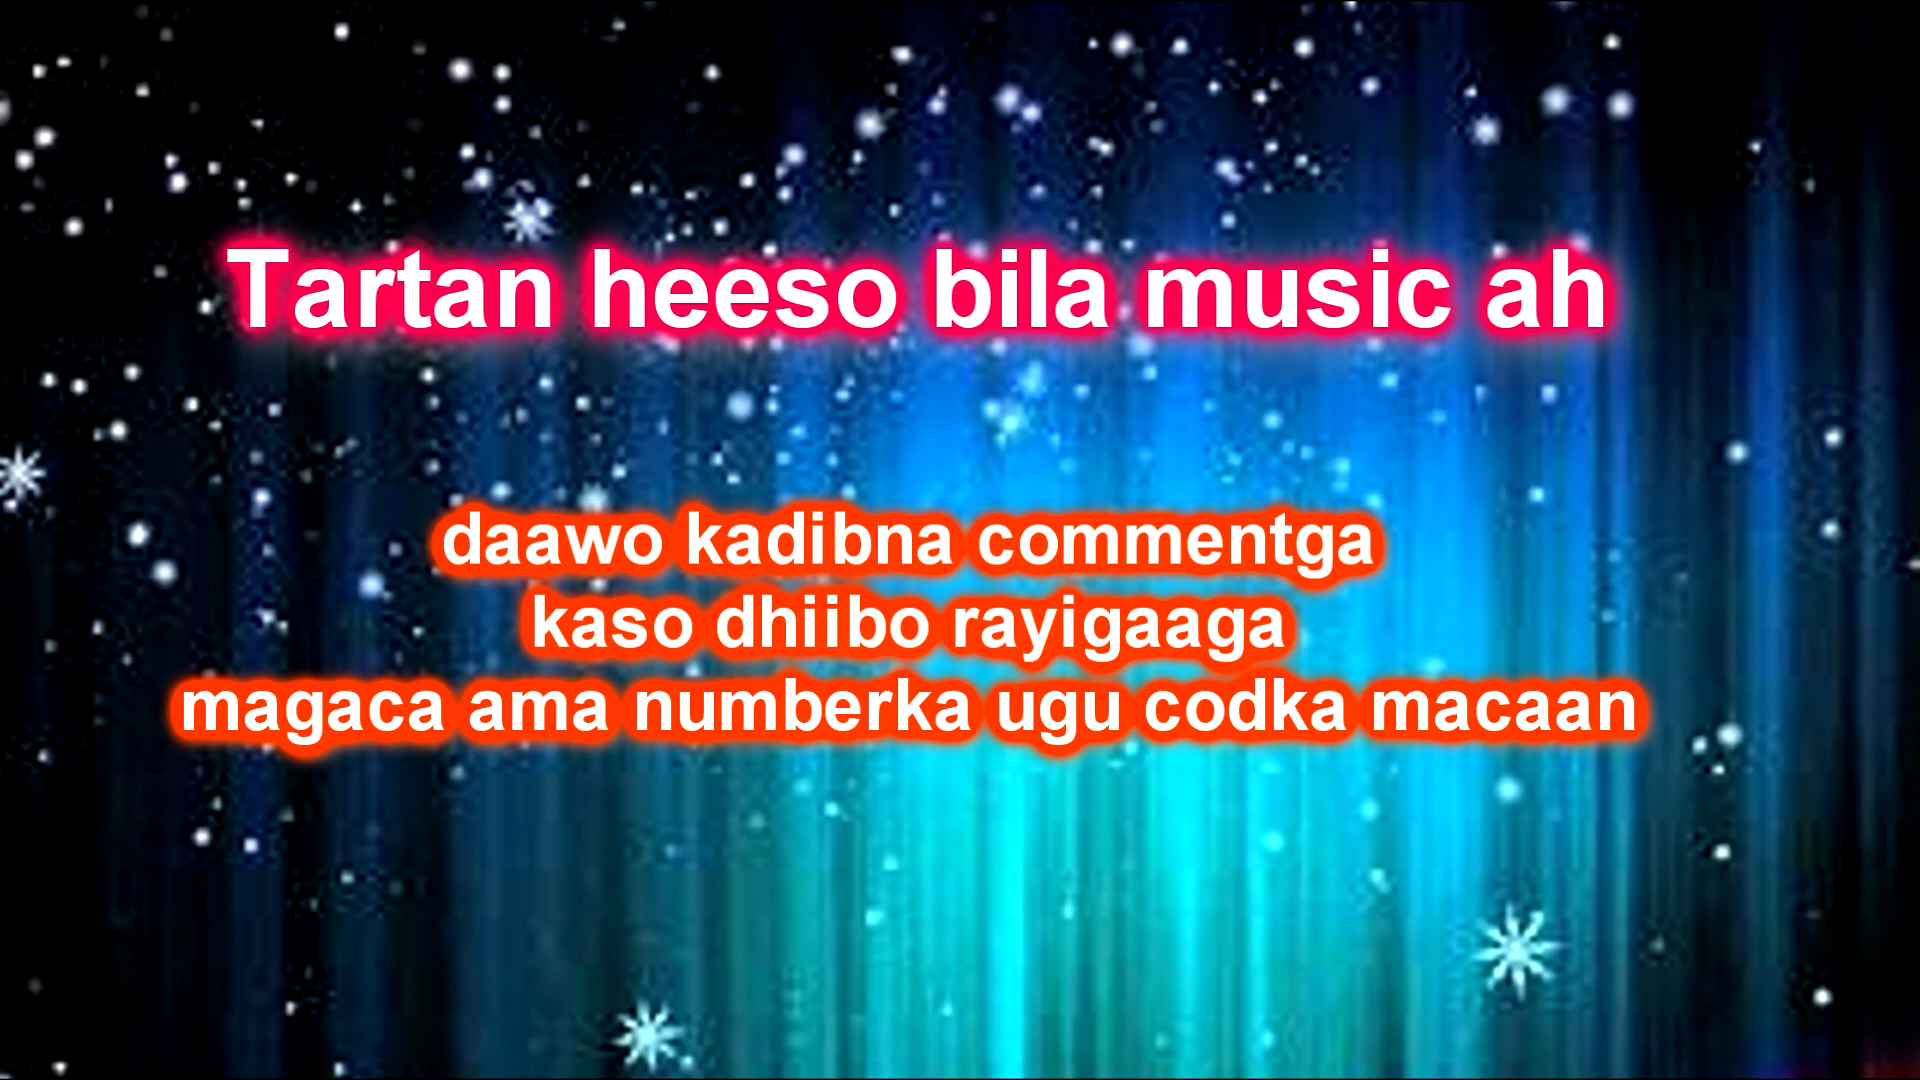 Tartan heeso bila music ah
daawo kadibna commentga
kaso dhiibo rayigaaga
magaca ama numberka ugu codka macaan